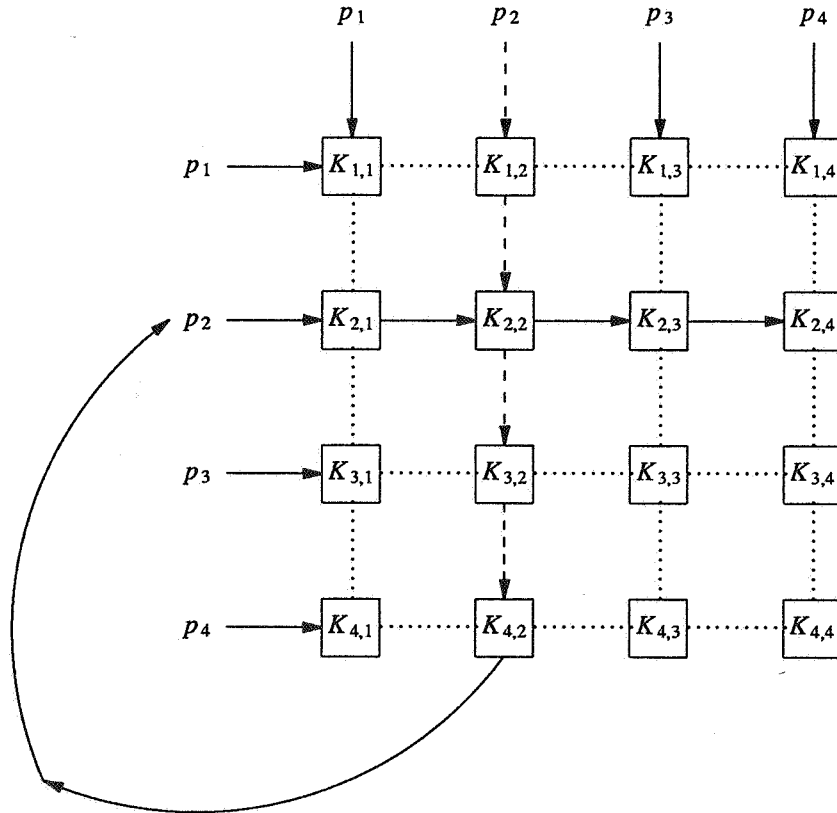 p1 p2 p3 p4
p1 K1,1 K1,2 K1,3 K1,4
p2 K2,1 K2,2 K2,3 K2,4
p3 K3,1 K3,2 K3,3 K3,4
p4 K4,1 K4,2 K4,3 K4,4